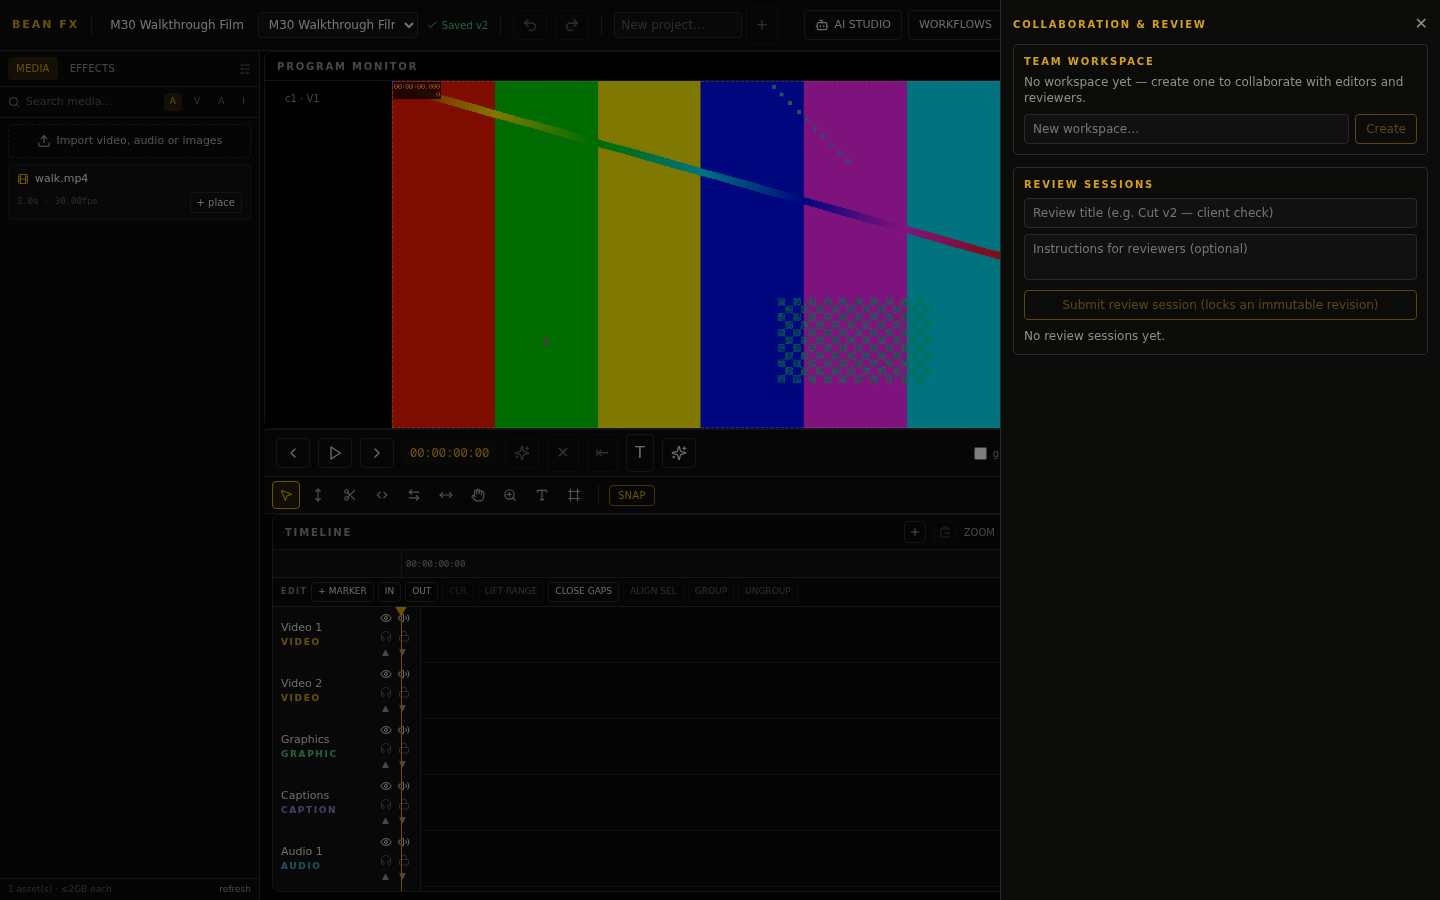 BEAN FX
M30 Walkthrough Film
M30 Walkthrough Filr
Saved v2
New project...
AI STUDIO
WORKFLOWS
MEDIA
EFFECTS
Search media...
A
V
A
I
Import video, audio or images
walk.mp4
3.0s · 30.00fps
+ place
1 asset(s) · ≤2GB each
refresh
PROGRAM MONITOR
c1 · V1
00:00:00.000
00:00:00:00
T
g
SNAP
TIMELINE
ZOOM
00:00:00:00
EDIT
+ MARKER
IN
OUT
CLR
LIFT RANGE
CLOSE GAPS
ALIGN SEL
GROUP
UNGROUP
Video 1
VIDEO
Video 2
VIDEO
Graphics
GRAPHIC
Captions
CAPTION
Audio 1
AUDIO
COLLABORATION & REVIEW
TEAM WORKSPACE
No workspace yet — create one to collaborate with editors and
reviewers.
New workspace...
Create
REVIEW SESSIONS
Review title (e.g. Cut v2 — client check)
Instructions for reviewers (optional)
Submit review session (locks an immutable revision)
No review sessions yet.